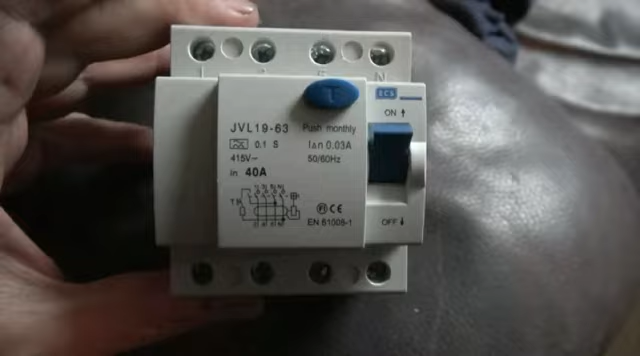 N
T
ECS
JVL19-63
Push monthly
ON
0.1 S
I∆n 0.03A
415V~
50/60Hz
In 40A
CE
EN 61008-1
OFF